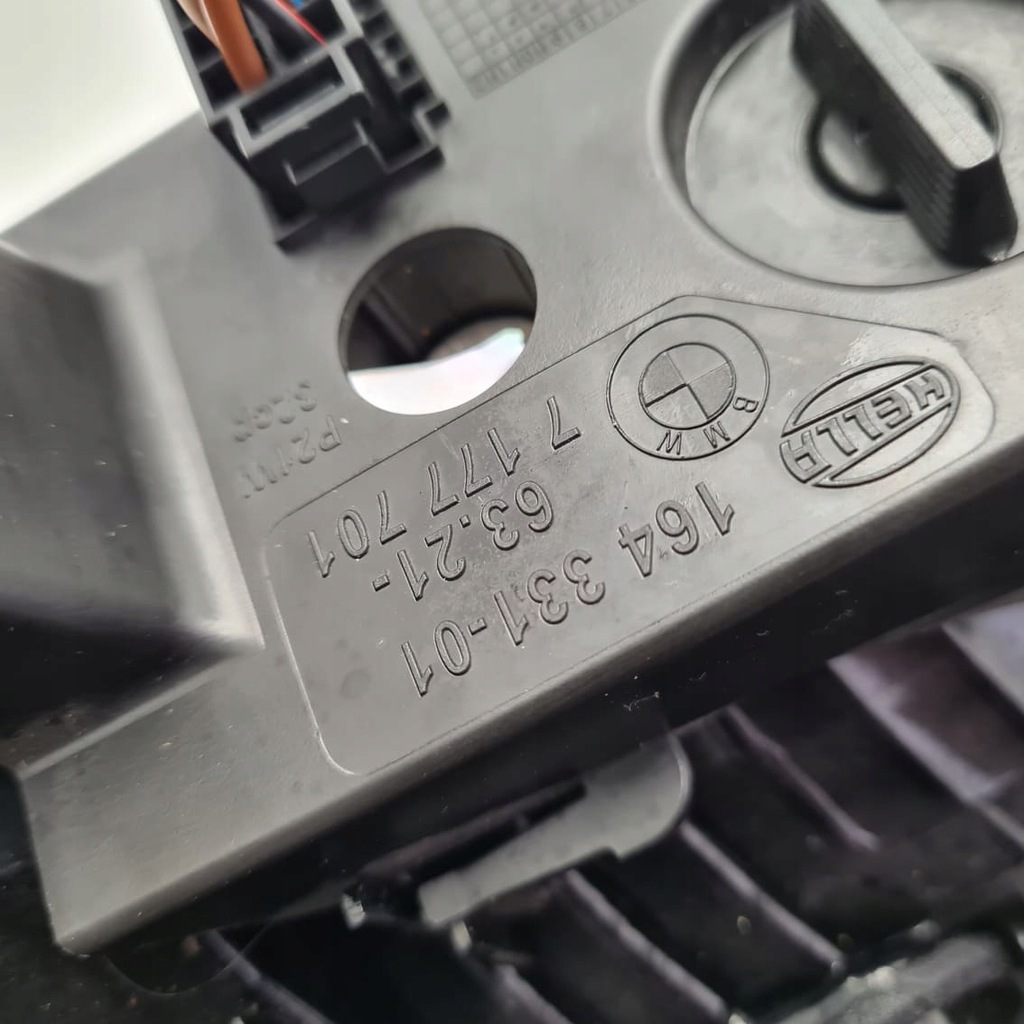 HELLA
BMW
164 331-01
63.21-
7 177 701
P21W